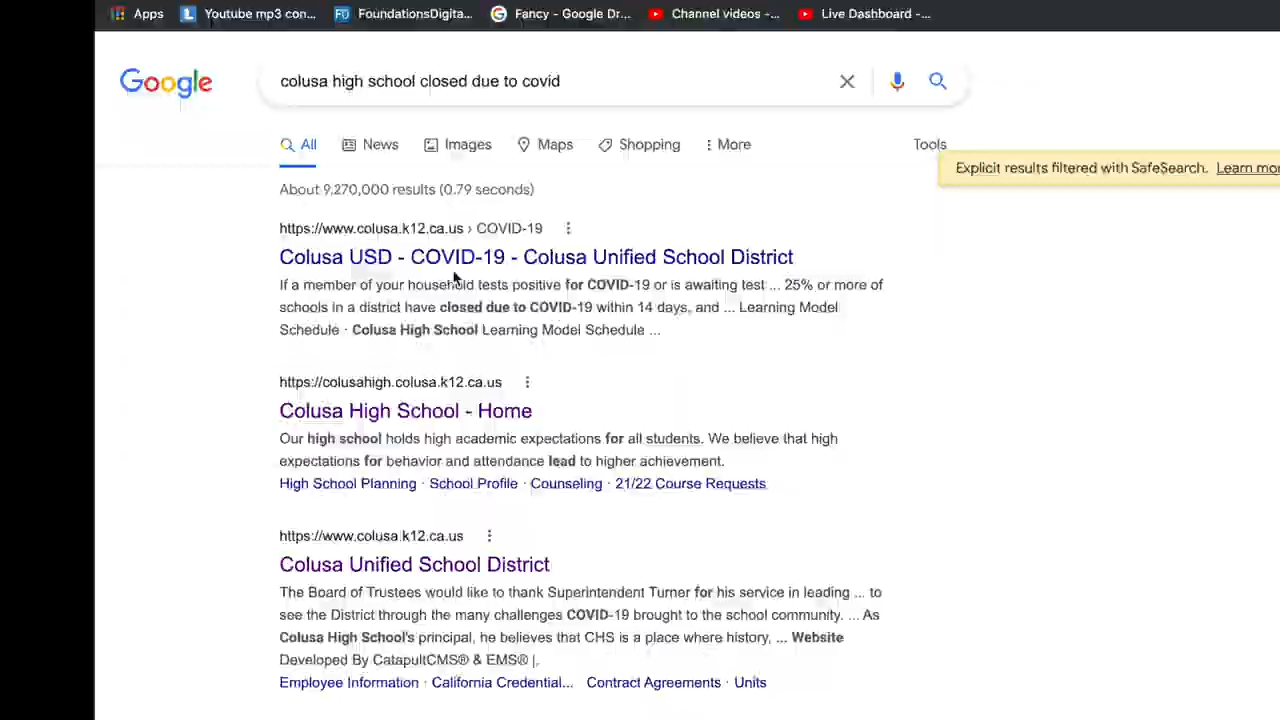 Apps Youtube mp3 con... FoundationsDigita... Fancy - Google Dr... Channel videos -... Live Dashboard -...
Google
colusa high school closed due to covid
All News Images Maps Shopping More Tools
Explicit results filtered with SafeSearch. Learn mor
About 9,270,000 results (0.79 seconds)
https://www.colusa.k12.ca.us › COVID-19
Colusa USD - COVID-19 - Colusa Unified School District
If a member of your household tests positive for COVID-19 or is awaiting test ... 25% or more of
schools in a district have closed due to COVID-19 within 14 days, and ... Learning Model
Schedule · Colusa High School Learning Model Schedule ...
https://colusahigh.colusa.k12.ca.us
Colusa High School - Home
Our high school holds high academic expectations for all students. We believe that high
expectations for behavior and attendance lead to higher achievement.
High School Planning · School Profile · Counseling · 21/22 Course Requests
https://www.colusa.k12.ca.us
Colusa Unified School District
The Board of Trustees would like to thank Superintendent Turner for his service in leading ... to
see the District through the many challenges COVID-19 brought to the school community. ... As
Colusa High School's principal, he believes that CHS is a place where history, ... Website
Developed By CatapultCMS® & EMS® |.
Employee Information · California Credential... Contract Agreements · Units